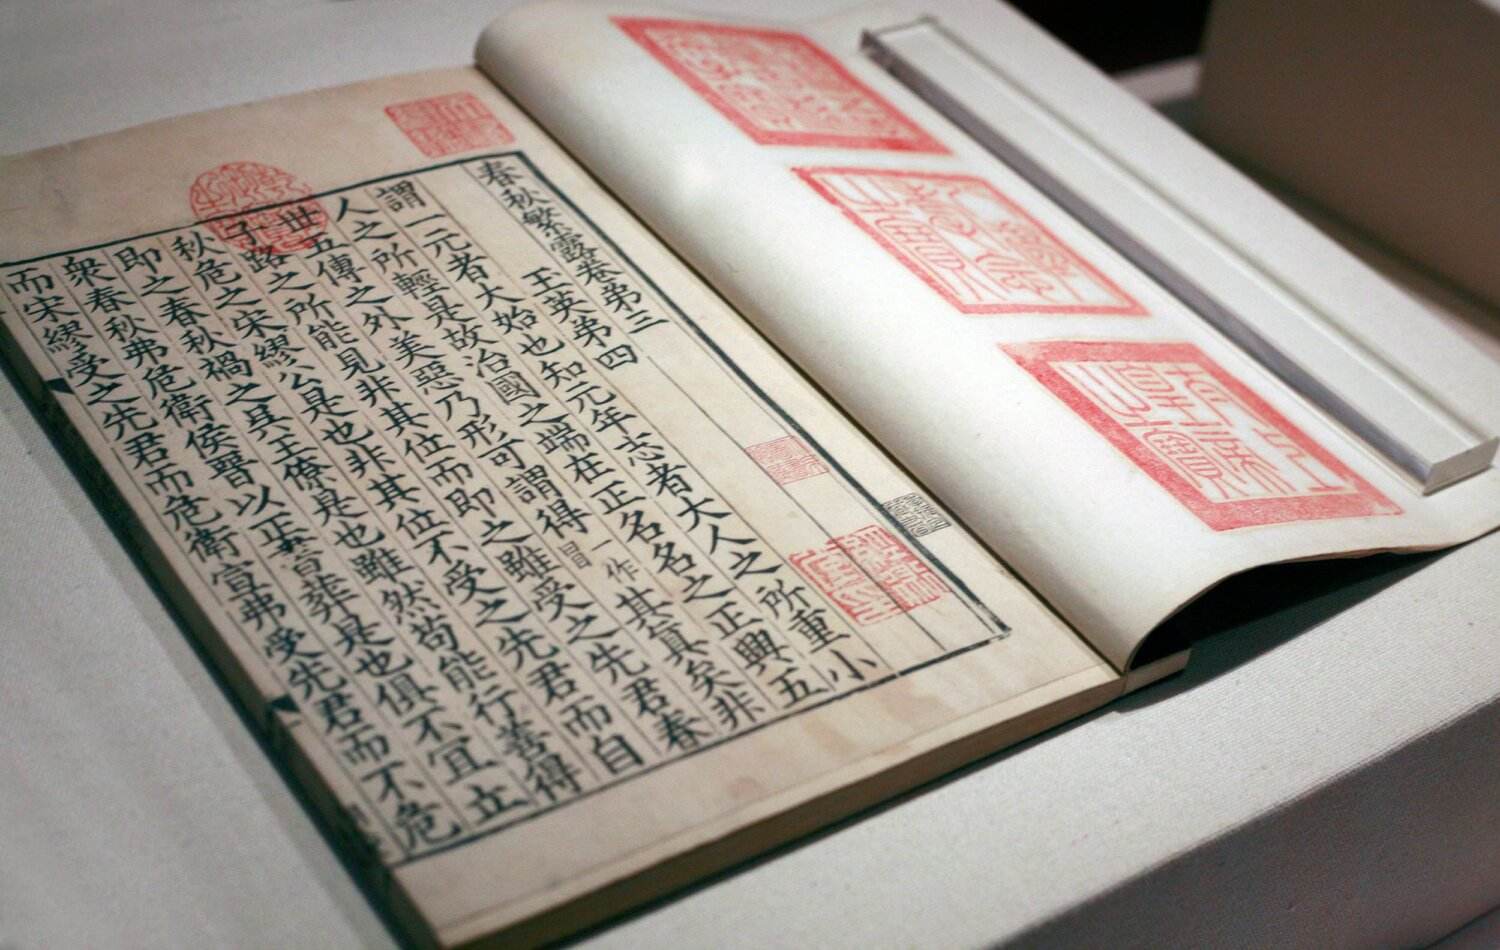 春秋繁露卷第三
玉英第四
謂一元者大始也知元年志者大人之所重小
人之所輕是故治國之端在正名名之正興五
丗五傳之外美惡乃形可謂得一作冒其真矣非
子路之所能見非其位而即之雖受之先君春
秋危之宋繆公是也非其位不受之先君而自
即之春秋禍之吳王僚是也雖然苟能行善得
衆春秋弗危衛侯晉以正書葬是也俱不宜立
而宋繆受之先君而危衛宣弗受先君而不危